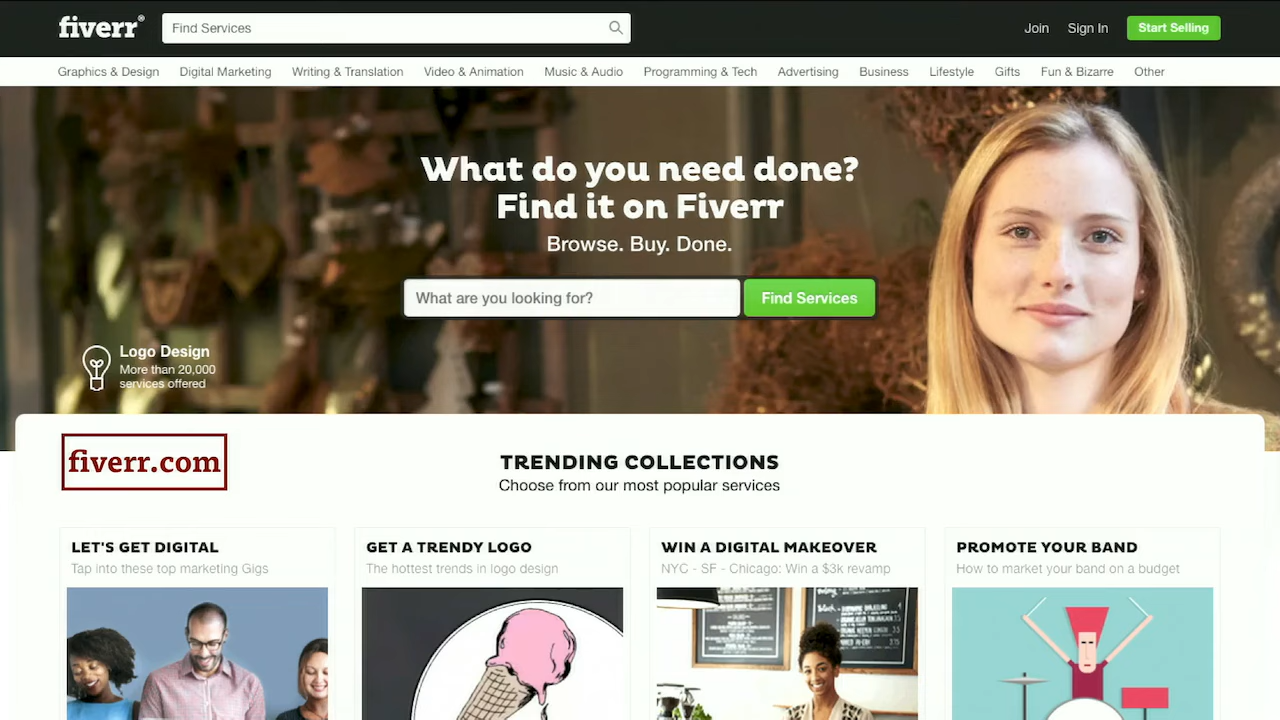 fiverr®
Find Services
Join
Sign In
Start Selling
Graphics & Design
Digital Marketing
Writing & Translation
Video & Animation
Music & Audio
Programming & Tech
Advertising
Business
Lifestyle
Gifts
Fun & Bizarre
Other
What do you need done?
Find it on Fiverr
Browse. Buy. Done.
What are you looking for?
Find Services
Logo Design
More than 20,000
services offered
fiverr.com
TRENDING COLLECTIONS
Choose from our most popular services
LET'S GET DIGITAL
Tap into these top marketing Gigs
GET A TRENDY LOGO
The hottest trends in logo design
WIN A DIGITAL MAKEOVER
NYC - SF - Chicago: Win a $3k revamp
PROMOTE YOUR BAND
How to market your band on a budget